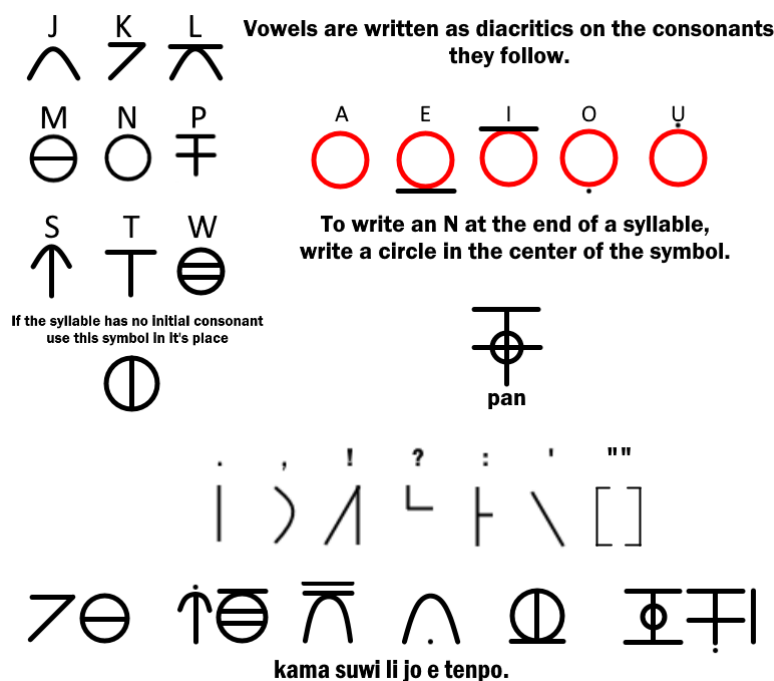 J K L
Vowels are written as diacritics on the consonants
they follow.
M N P
A E I O U
S T W
To write an N at the end of a syllable,
write a circle in the center of the symbol.
If the syllable has no initial consonant
use this symbol in it's place
pan
. , ! ? : ' ""
kama suwi li jo e tenpo.